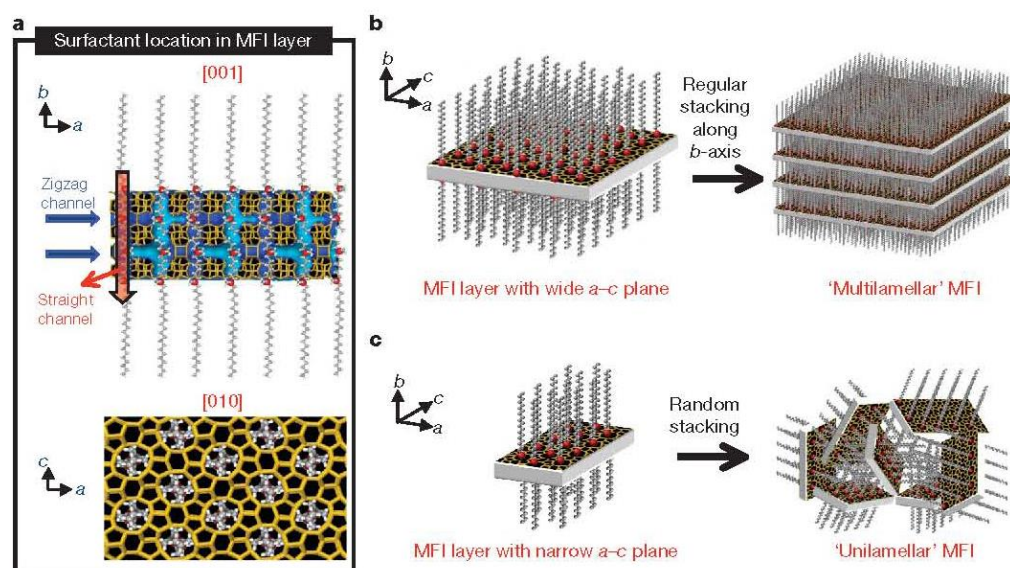 a
Surfactant location in MFI layer
[001]
b
a
Zigzag
channel
Straight
channel
[010]
c
a
b
b
c
a
Regular
stacking
along
b-axis
MFI layer with wide a–c plane
‘Multilamellar’ MFI
c
b
c
a
Random
stacking
MFI layer with narrow a–c plane
‘Unilamellar’ MFI